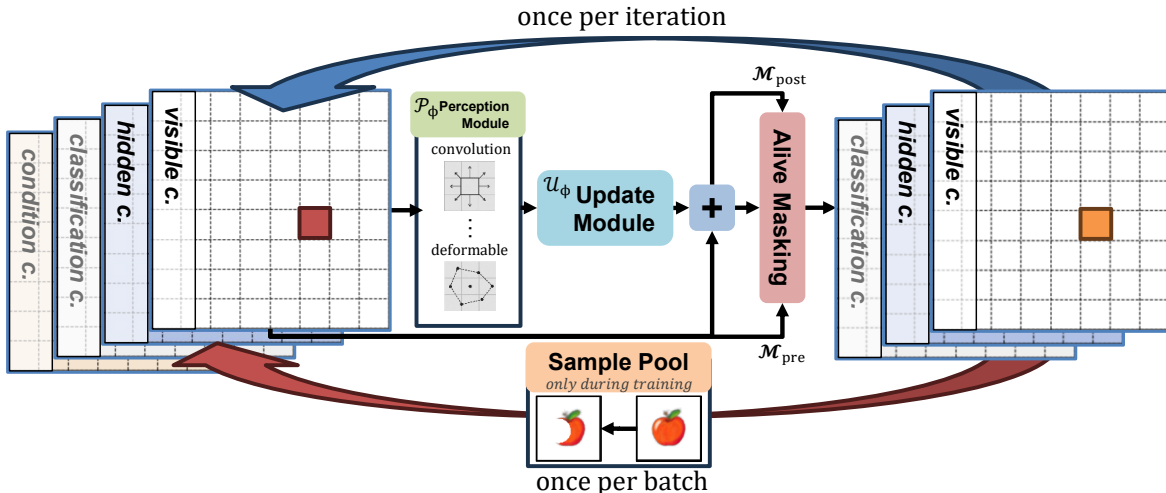 once per iteration
condition c.
classification c.
hidden c.
visible c.
𝒫ϕ Perception
Module
convolution
deformable
𝒰ϕ Update
Module
+
ℳpost
Alive Masking
ℳpre
classification c.
hidden c.
visible c.
Sample Pool
only during training
once per batch